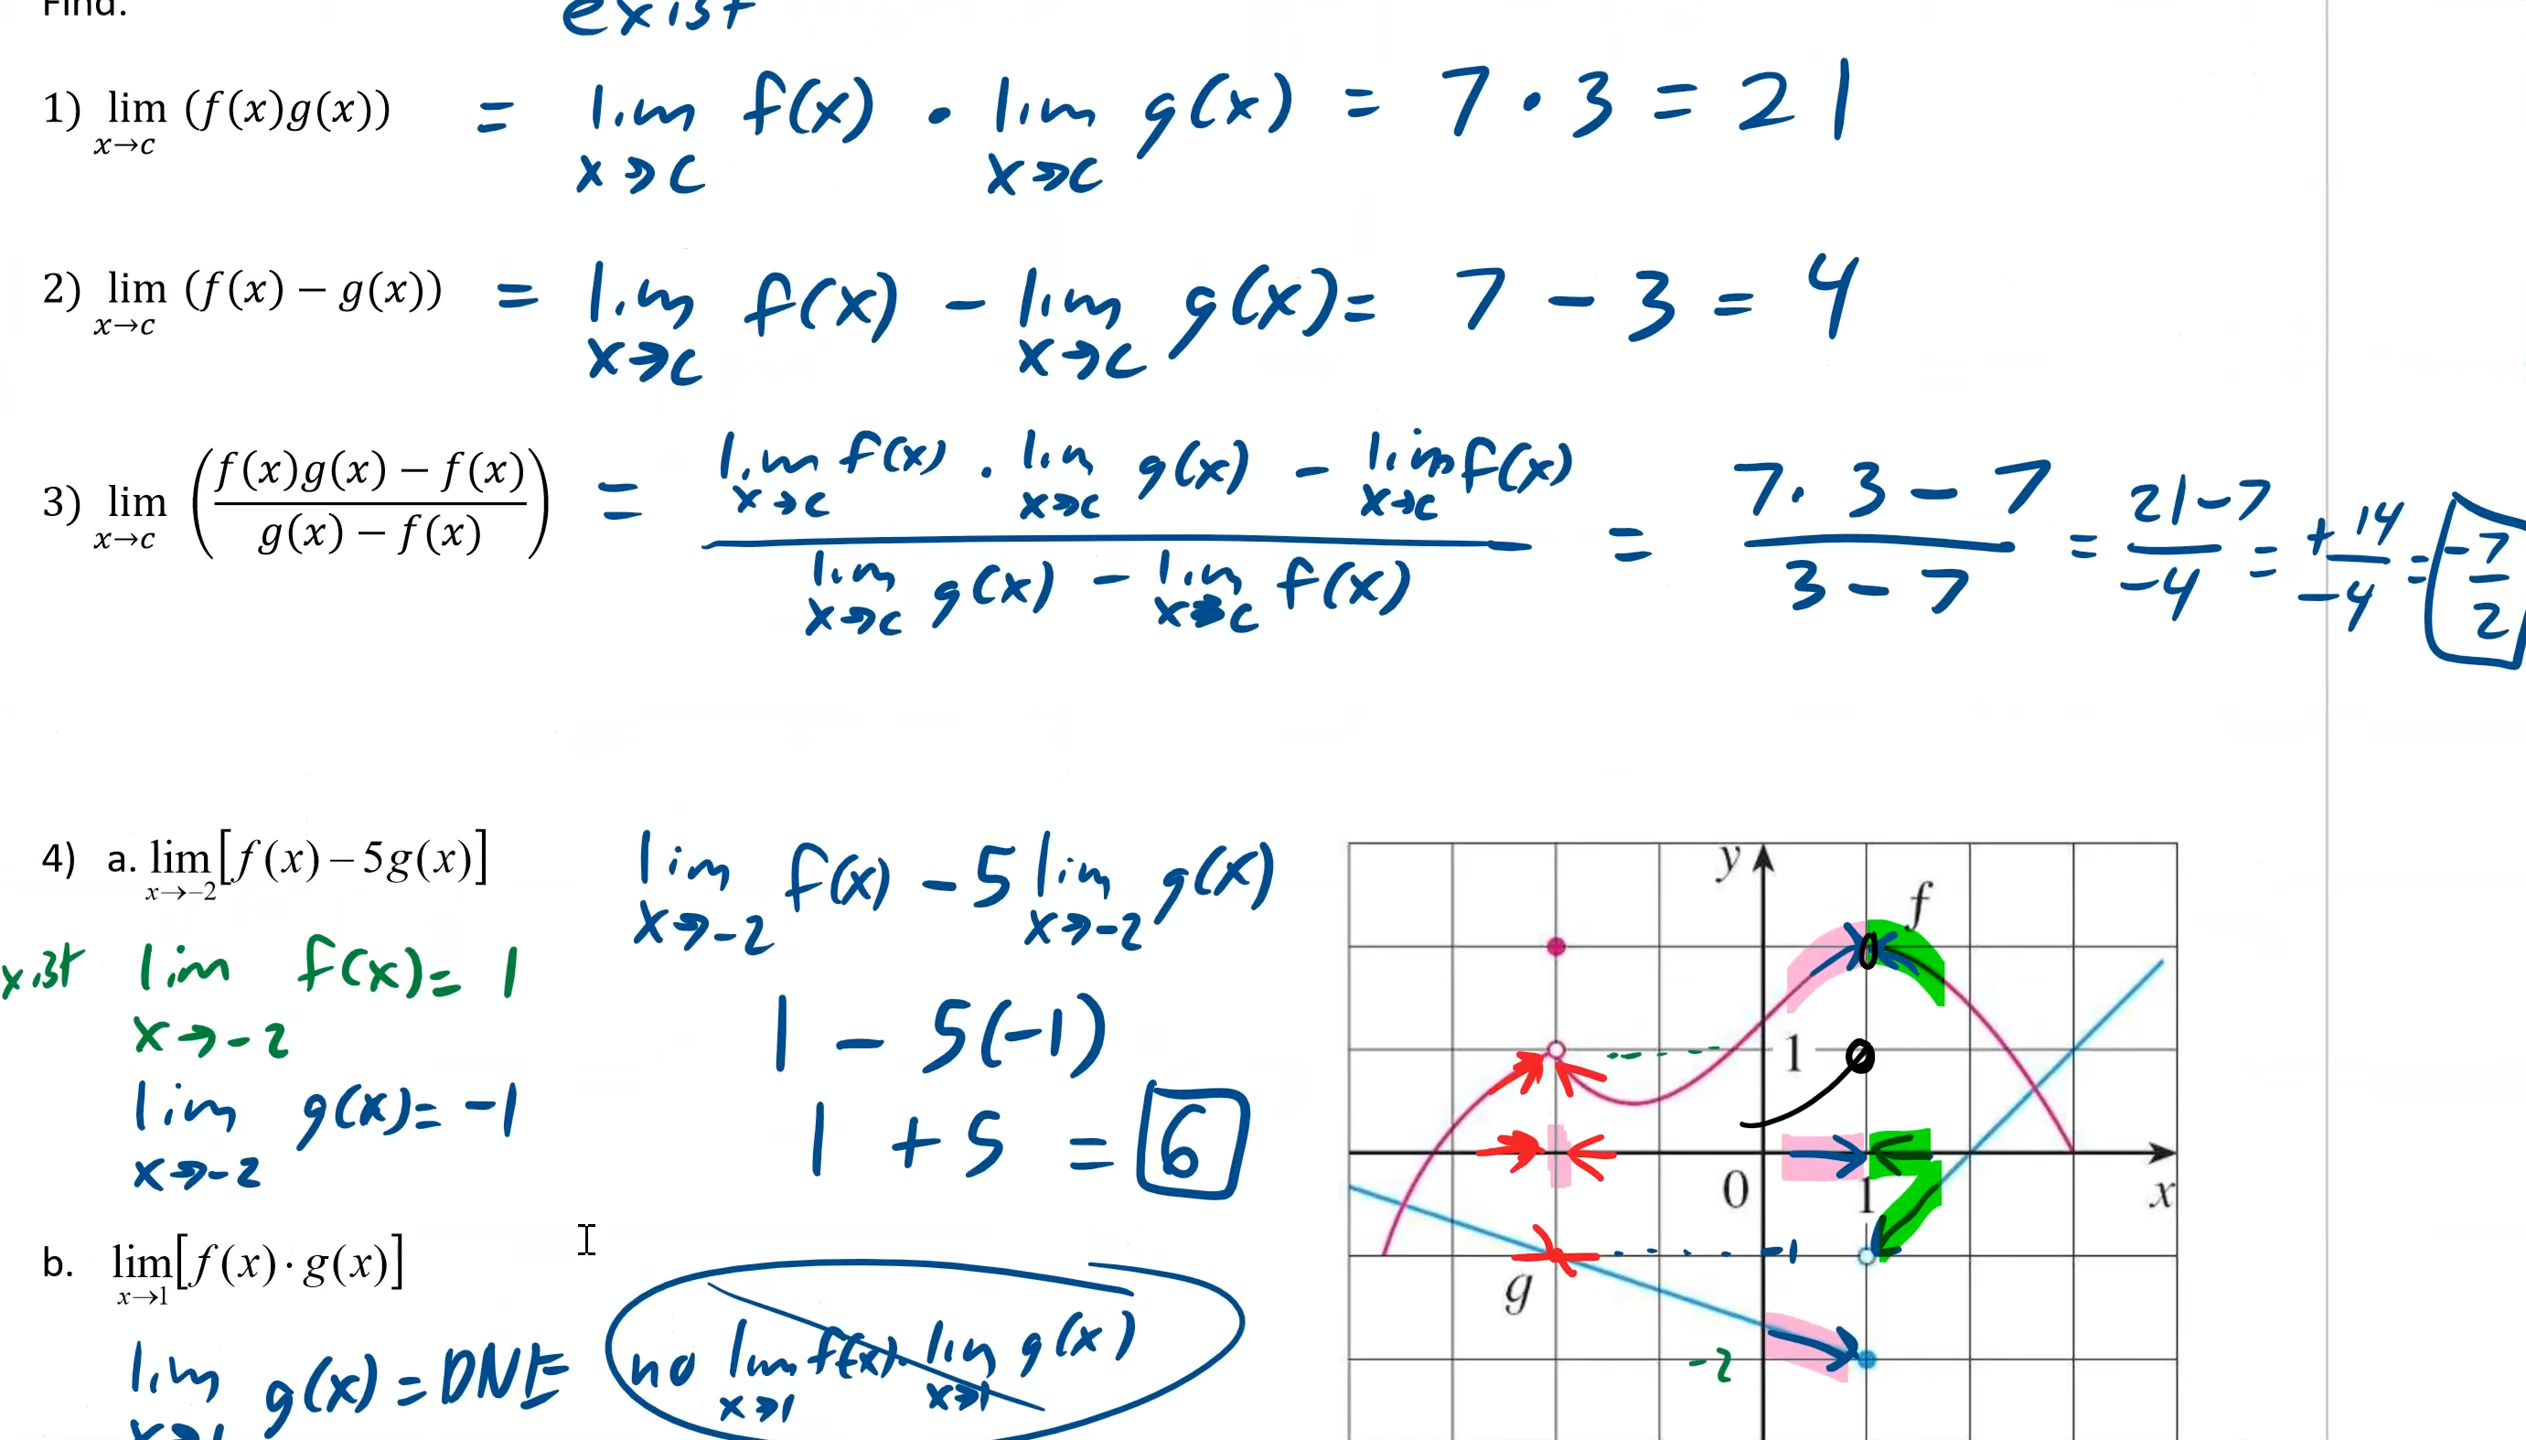 Find:
exist
1) lim x→c (f(x)g(x)) = lim x→c f(x) · lim x→c g(x) = 7 · 3 = 21
2) lim x→c (f(x) − g(x)) = lim x→c f(x) − lim x→c g(x) = 7 − 3 = 4
3) lim x→c ( (f(x)g(x) − f(x)) / (g(x) − f(x)) ) = (lim x→c f(x) · lim x→c g(x) − lim x→c f(x)) / (lim x→c g(x) − lim x→c f(x)) = (7 · 3 − 7) / (3 − 7) = (21 − 7) / −4 = +14 / −4 = −7/2
4) a. lim x→−2 [f(x) − 5g(x)] lim x→−2 f(x) − 5 lim x→−2 g(x)
xist lim x→−2 f(x) = 1
1 − 5(−1)
lim x→−2 g(x) = −1
1 + 5 = 6
b. lim x→1 [f(x) · g(x)]
lim x→1 g(x) = DNE no lim x→1 f(x) · lim x→1 g(x)
y
f
1
0
1
x
−1
g
−2